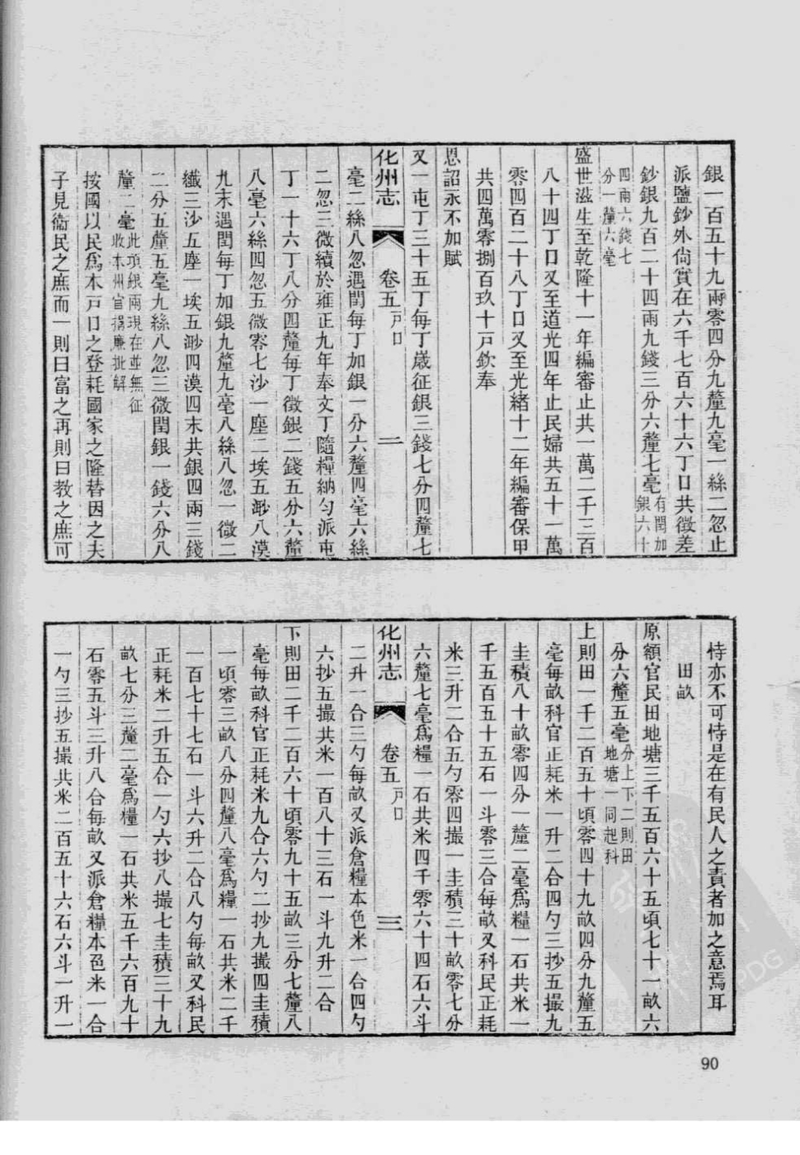 銀一百五十九兩零四分九釐九毫一絲二忽止
派鹽鈔外尙實在六千七百六十六丁口共徵差
鈔銀九百二十四兩九錢三分六釐七毫有閏加銀六十
四兩六錢七分一釐六毫
盛世滋生至乾隆十一年編審止共一萬二千三百
八十四丁口又至道光四年止民婦共五十一萬
零四百二十八丁口又至光緒十二年編審保甲
共四萬零捌百玖十戶欽奉
恩詔永不加賦
又一屯丁三十五丁每丁歲征銀三錢七分四釐七
化州志 卷五 戶口 二
毫二絲八忽遇閏每丁加銀一分六釐四毫六絲
二忽三微續於雍正九年奉文丁隨糧納勻派屯
丁一十六丁八分四釐每丁徵銀二錢五分六釐
八毫六絲四忽五微零七沙一塵二埃五渺八漠
九末遇閏每丁加銀九釐九毫八絲八忽一微二
纖三沙五塵一埃五渺四漠四末共銀四兩三錢
二分五釐五毫九絲八忽三微閏銀一錢六分八
釐二毫此項銀兩現在並無征收本州官捐廉批解
按國以民爲本戶口之登耗國家之隆替因之夫
子見衞民之庶而一則曰富之再則曰敎之庶可
恃亦不可恃是在有民人之責者加之意焉耳
田畝
原額官民田地塘三千五百六十五頃七十一畝六
分六釐五毫分上下二則田地塘一同起科
上則田一千二百五十頃零四十九畝四分九釐五
毫每畝科官正耗米一升二合四勺三抄五撮九
圭積八十畝零四分一釐二毫爲糧一石共米一
千五百五十五石一斗零三合每畝又科民正耗
米三升二合五勺零四撮一圭積三十畝零七分
六釐七毫爲糧一石共米四千零六十四石六斗
化州志 卷五 戶口 三
二升 合三勺每畝又派倉糧本色米一合四勺
六抄五撮共米一百八十三石一斗九升二合
下則田二千二百六十頃零九十五畝三分七釐八
毫每畝科官正耗米九合六勺二抄九撮四圭積
一頃零三畝八分四釐八毫爲糧一石共米二千
一百七十七石一斗六升二合八勺每畝又科民
正耗米二升五合一勺六抄八撮七圭積三十九
畝七分三釐二毫爲糧一石共米五千六百九十
石零五斗三升八合每畝又派倉糧本色米一合
一勺三抄五撮共米二百五十六石六斗一升一
90